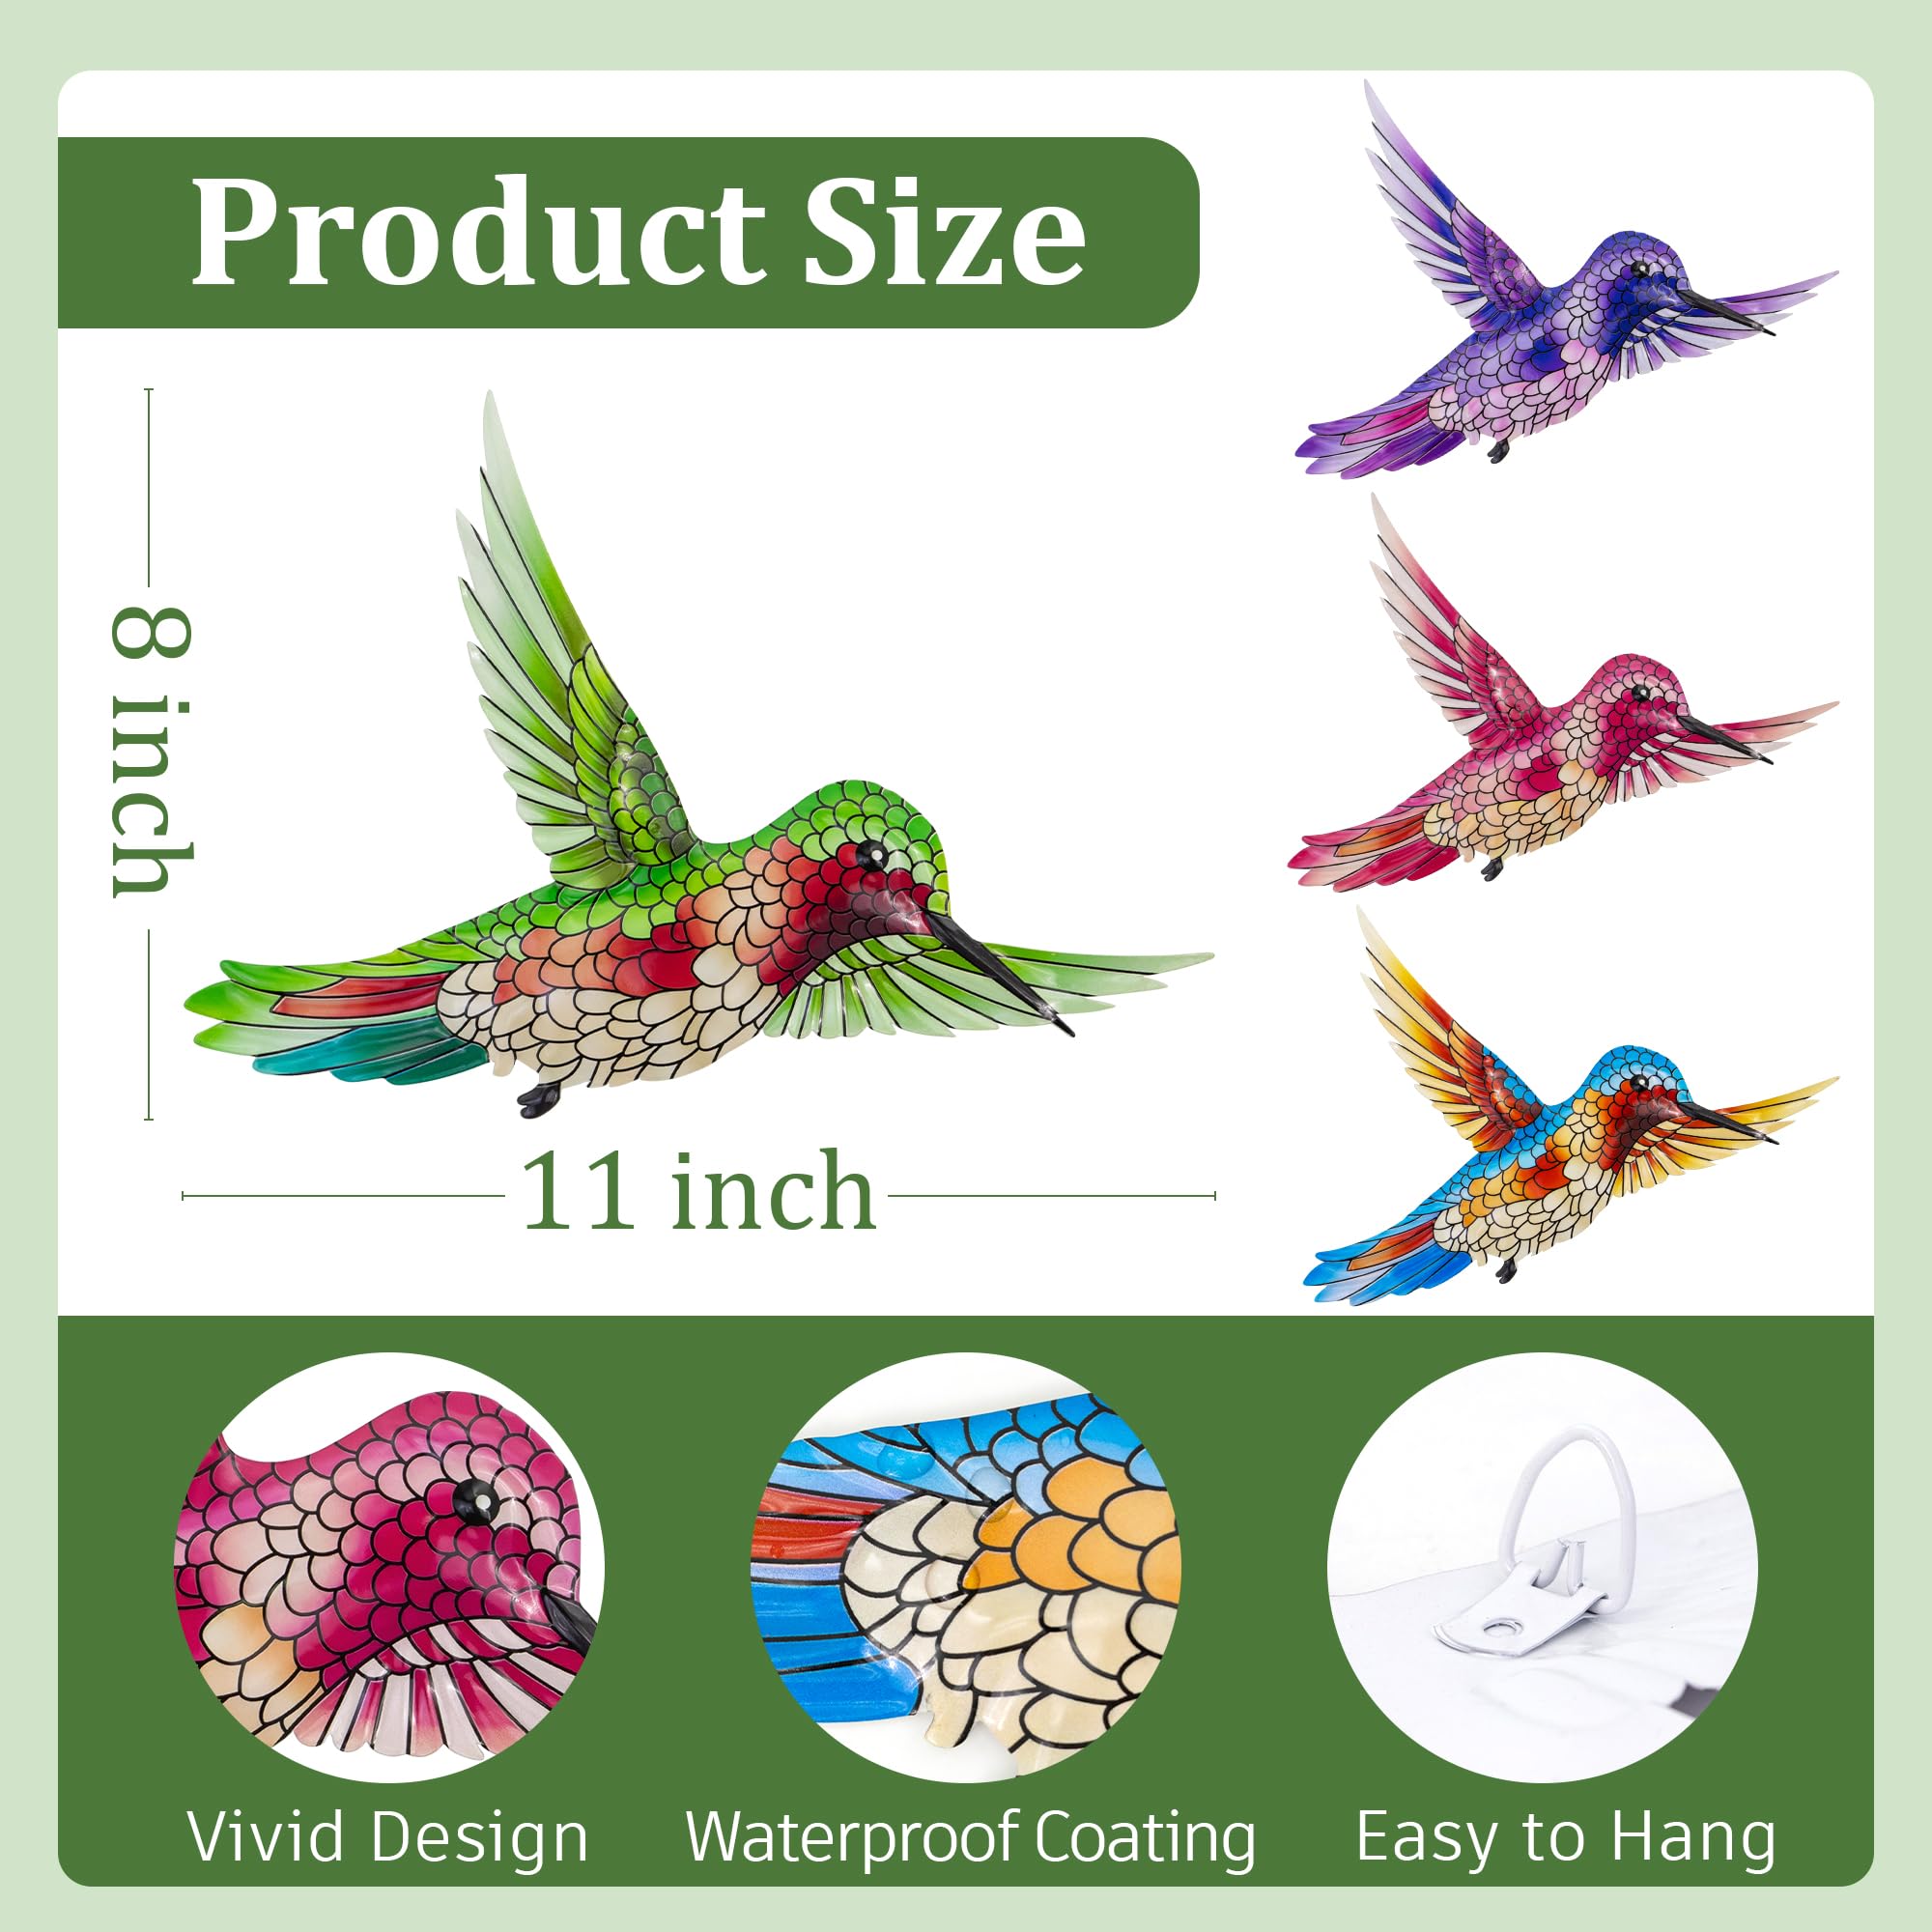 Product Size
8 inch
11 inch
Vivid Design
Waterproof Coating
Easy to Hang